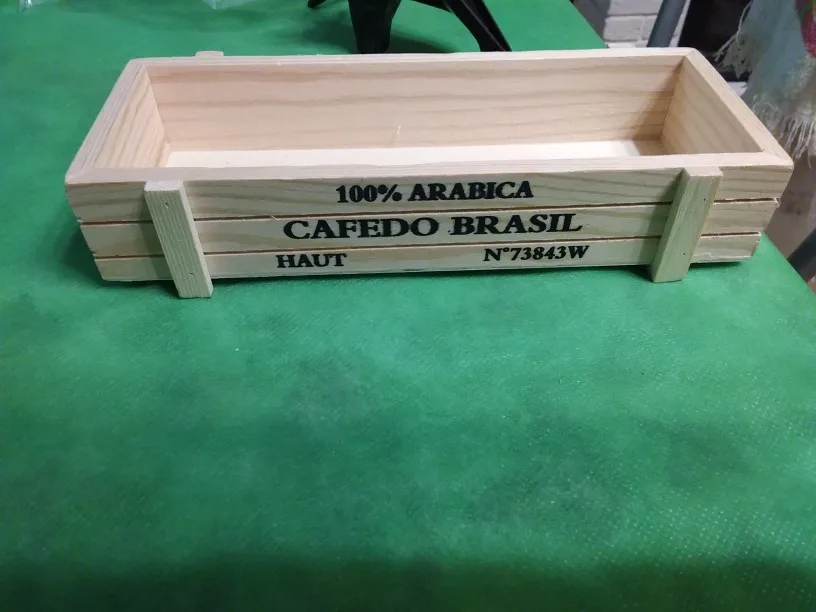 100% ARABICA
CAFEDO BRASIL
HAUT N°73843W